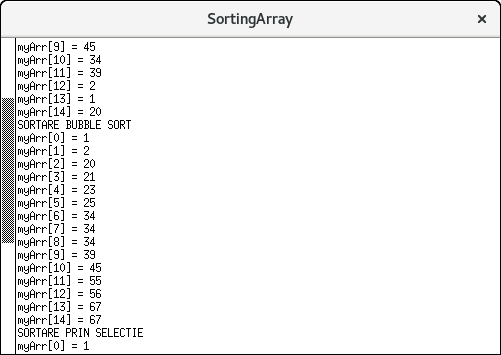 SortingArray
myArr[9] = 45
myArr[10] = 34
myArr[11] = 39
myArr[12] = 2
myArr[13] = 1
myArr[14] = 20
SORTARE BUBBLE SORT
myArr[0] = 1
myArr[1] = 2
myArr[2] = 20
myArr[3] = 21
myArr[4] = 23
myArr[5] = 25
myArr[6] = 34
myArr[7] = 34
myArr[8] = 34
myArr[9] = 39
myArr[10] = 45
myArr[11] = 55
myArr[12] = 56
myArr[13] = 67
myArr[14] = 67
SORTARE PRIN SELECTIE
myArr[0] = 1